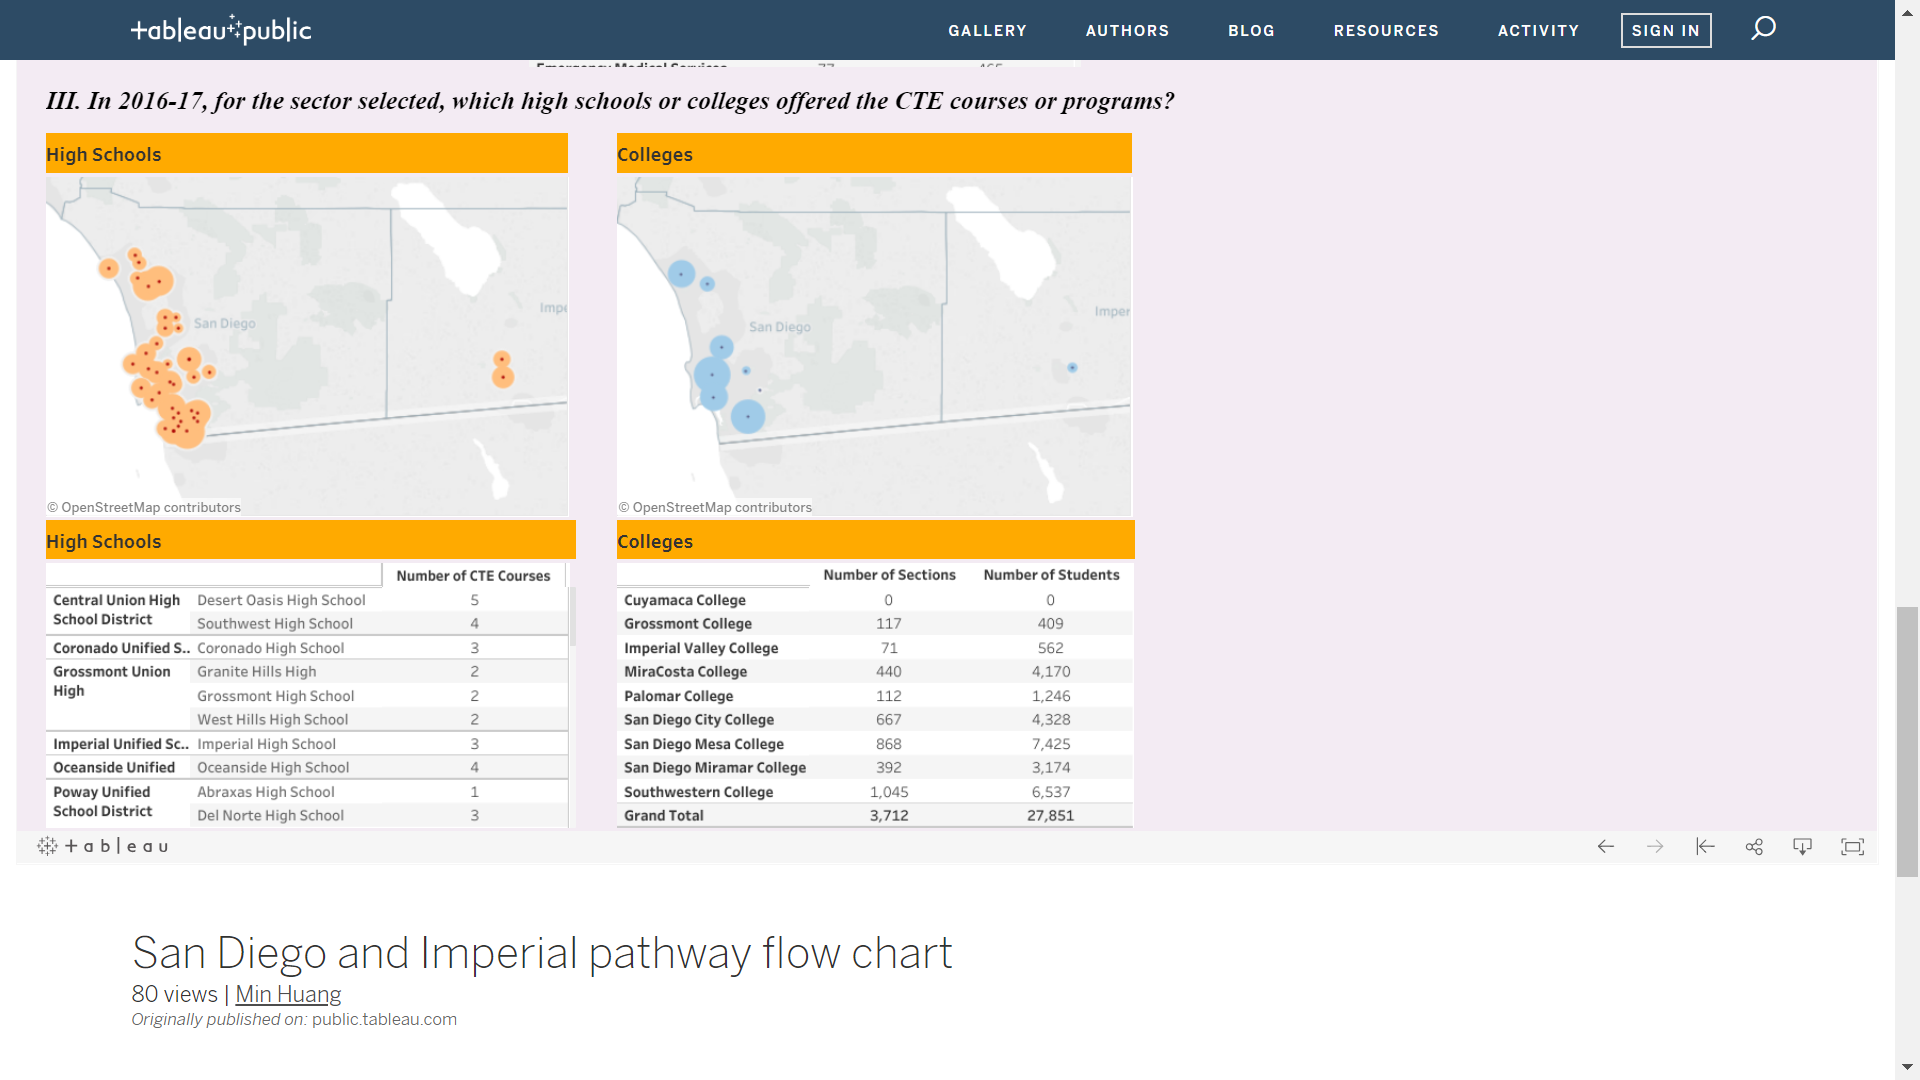 +ableau public
GALLERY AUTHORS BLOG RESOURCES ACTIVITY SIGN IN
Emergency Medical Services 77 465
III. In 2016-17, for the sector selected, which high schools or colleges offered the CTE courses or programs?
High Schools
San Diego
Impe
© OpenStreetMap contributors
Colleges
San Diego
Imper
© OpenStreetMap contributors
High Schools
Number of CTE Courses
Central Union High School District Desert Oasis High School 5
Southwest High School 4
Coronado Unified S.. Coronado High School 3
Grossmont Union High Granite Hills High 2
Grossmont High School 2
West Hills High School 2
Imperial Unified Sc.. Imperial High School 3
Oceanside Unified Oceanside High School 4
Poway Unified School District Abraxas High School 1
Del Norte High School 3
Colleges
Number of Sections Number of Students
Cuyamaca College 0 0
Grossmont College 117 409
Imperial Valley College 71 562
MiraCosta College 440 4,170
Palomar College 112 1,246
San Diego City College 667 4,328
San Diego Mesa College 868 7,425
San Diego Miramar College 392 3,174
Southwestern College 1,045 6,537
Grand Total 3,712 27,851
+ableau
San Diego and Imperial pathway flow chart
80 views | Min Huang
Originally published on: public.tableau.com